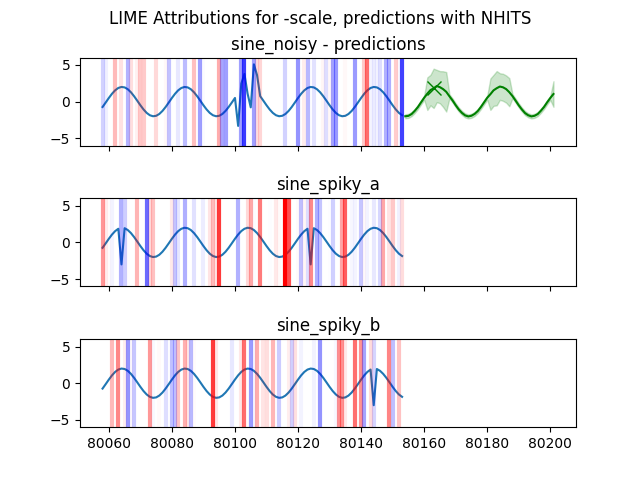 LIME Attributions for -scale, predictions with NHITS
sine_noisy - predictions
5
0
−5
sine_spiky_a
5
0
−5
sine_spiky_b
5
0
−5
80060 80080 80100 80120 80140 80160 80180 80200